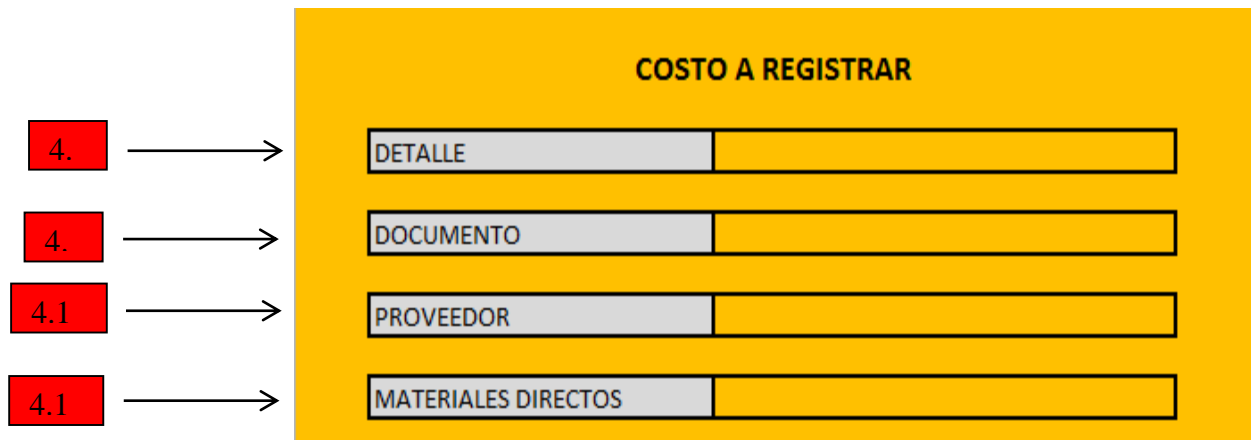 COSTO A REGISTRAR
4. DETALLE
4. DOCUMENTO
4.1 PROVEEDOR
4.1 MATERIALES DIRECTOS